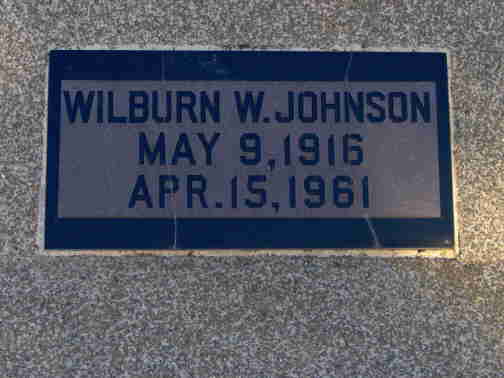 WILBURN W. JOHNSON
MAY 9, 1916
APR. 15, 1961